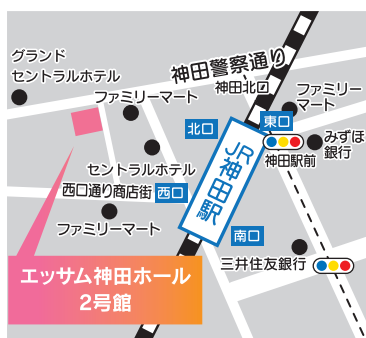 グランド
セントラルホテル
神田警察通り
神田北口
ファミリーマート
ファミリー
マート
北口
東口
みずほ
銀行
神田駅前
JR神田駅
セントラルホテル
西口通り商店街
西口
ファミリーマート
南口
三井住友銀行
エッサム神田ホール
2号館